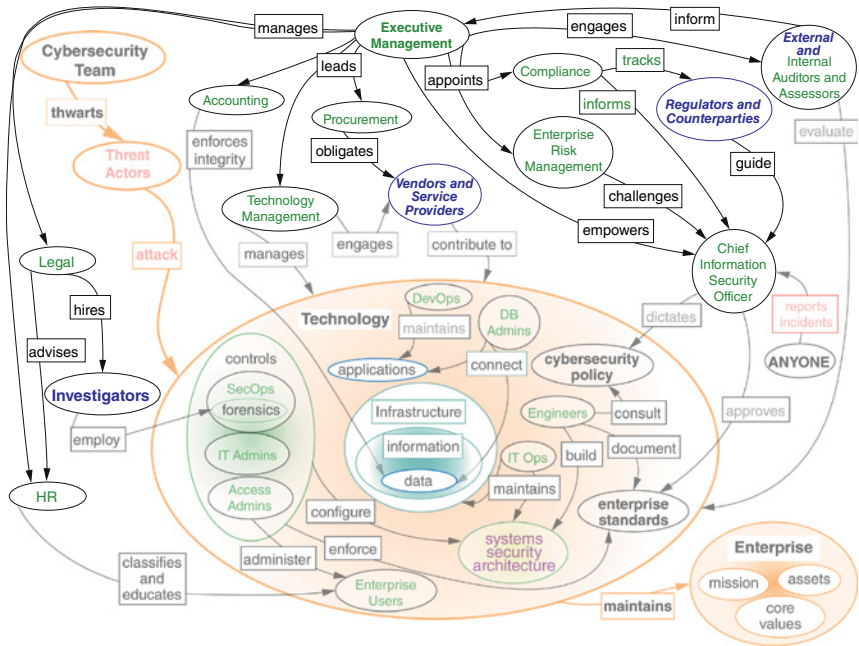 manages
Executive
Management
engages
inform
External
and
Internal
Auditors and
Assessors
Cybersecurity
Team
leads
appoints
Compliance
tracks
Accounting
thwarts
Procurement
informs
Regulators and
Counterparties
evaluate
enforces
integrity
obligates
Enterprise
Risk
Management
guide
Threat
Actors
Vendors and
Service
Providers
challenges
Technology
Management
empowers
attack
manages
engages
contribute to
Legal
Chief
Information
Security
Officer
hires
advises
Technology
DevOps
maintains
DB
Admins
dictates
reports
incidents
controls
applications
connect
cybersecurity
policy
ANYONE
Investigators
SecOps
forensics
Infrastructure
Engineers
consult
approves
employ
information
IT Admins
IT Ops
build
document
data
HR
Access
Admins
maintains
configure
enterprise
standards
administer
enforce
systems
security
architecture
Enterprise
classifies
and
educates
Enterprise
Users
mission
assets
maintains
core
values